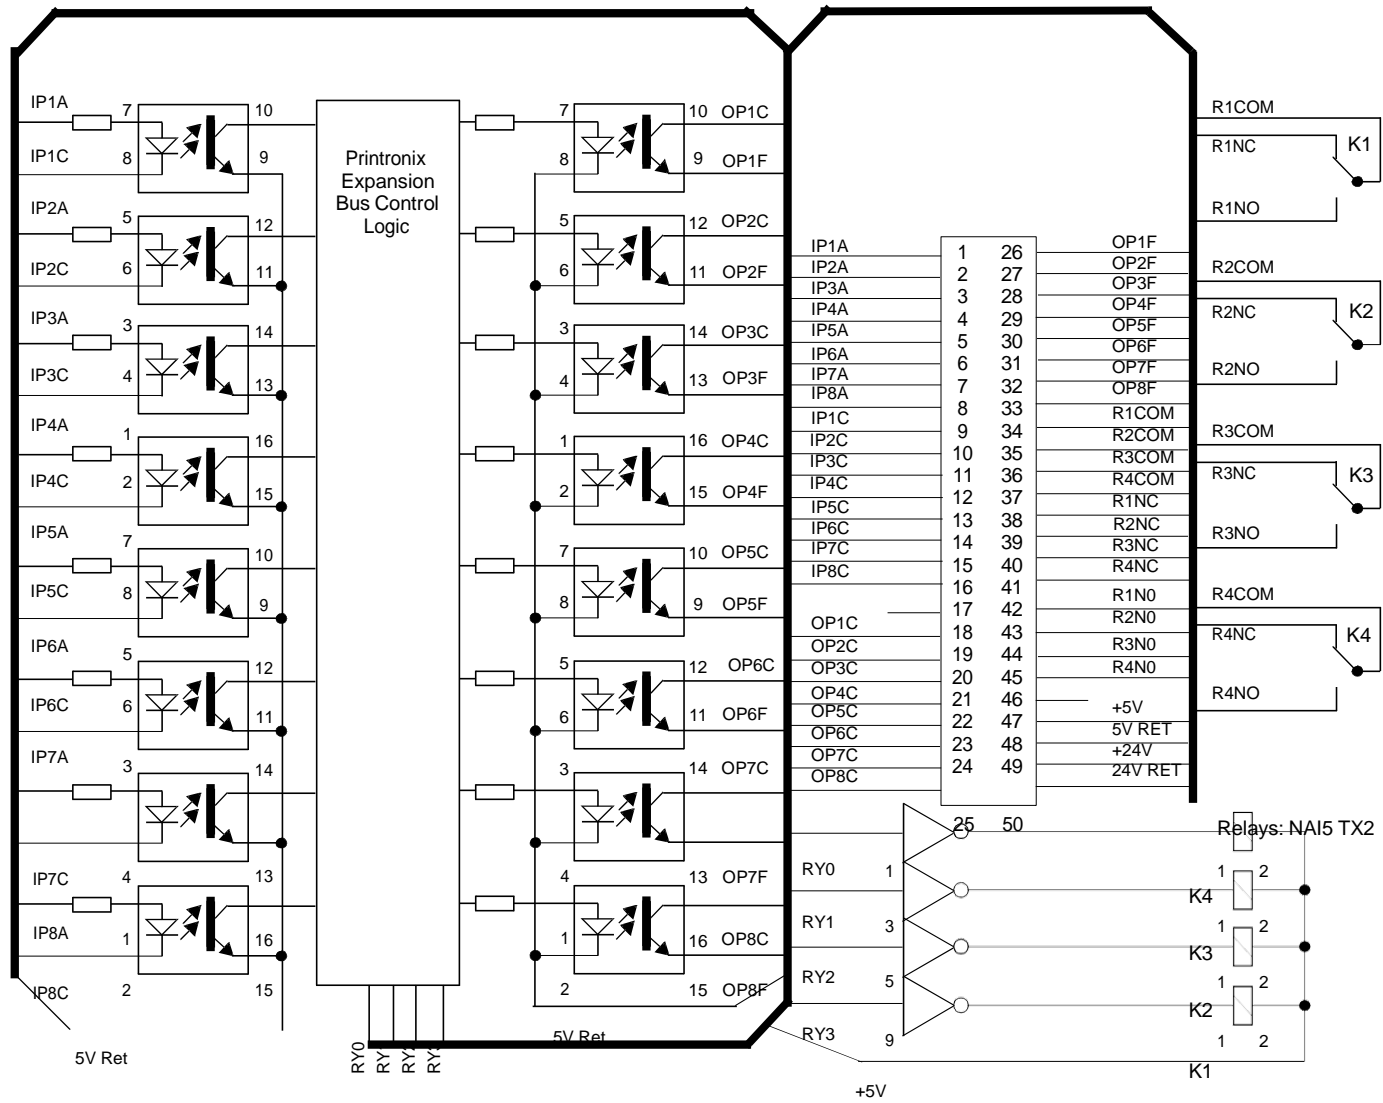 IP1A
7
10
IP1C
8
9
IP2A
5
12
IP2C
6
11
IP3A
3
14
IP3C
4
13
IP4A
1
16
IP4C
2
15
IP5A
7
10
IP5C
8
9
IP6A
5
12
IP6C
6
11
IP7A
3
14
IP7C
4
13
IP8A
1
16
IP8C
2
15
5V Ret
Printronix
Expansion
Bus Control
Logic
RY0
7
10 OP1C
8
9 OP1F
5
12 OP2C
6
11 OP2F
3
14 OP3C
4
13 OP3F
1
16 OP4C
2
15 OP4F
7
10 OP5C
8
9 OP5F
5
12 OP6C
6
11 OP6F
3
14 OP7C
4
13 OP7F
1
16 OP8C
2
15 OP8F
5V Ret
IP1A
IP2A
IP3A
IP4A
IP5A
IP6A
IP7A
IP8A
IP1C
IP2C
IP3C
IP4C
IP5C
IP6C
IP7C
IP8C
OP1C
OP2C
OP3C
OP4C
OP5C
OP6C
OP7C
OP8C
1 26
2 27
3 28
4 29
5 30
6 31
7 32
8 33
9 34
10 35
11 36
12 37
13 38
14 39
15 40
16 41
17 42
18 43
19 44
20 45
21 46
22 47
23 48
24 49
25 50
OP1F
OP2F
OP3F
OP4F
OP5F
OP6F
OP7F
OP8F
R1COM
R2COM
R3COM
R4COM
R1NC
R2NC
R3NC
R4NC
R1N0
R2N0
R3N0
R4N0
+5V
5V RET
+24V
24V RET
R1COM
R1NC
K1
R1NO
R2COM
R2NC
K2
R2NO
R3COM
R3NC
K3
R3NO
R4COM
R4NC
K4
R4NO
Relays: NAI5 TX2
RY0
1
1 2
K4
RY1
3
1 2
K3
RY2
5
1 2
K2
RY3
9
1 2
K1
+5V